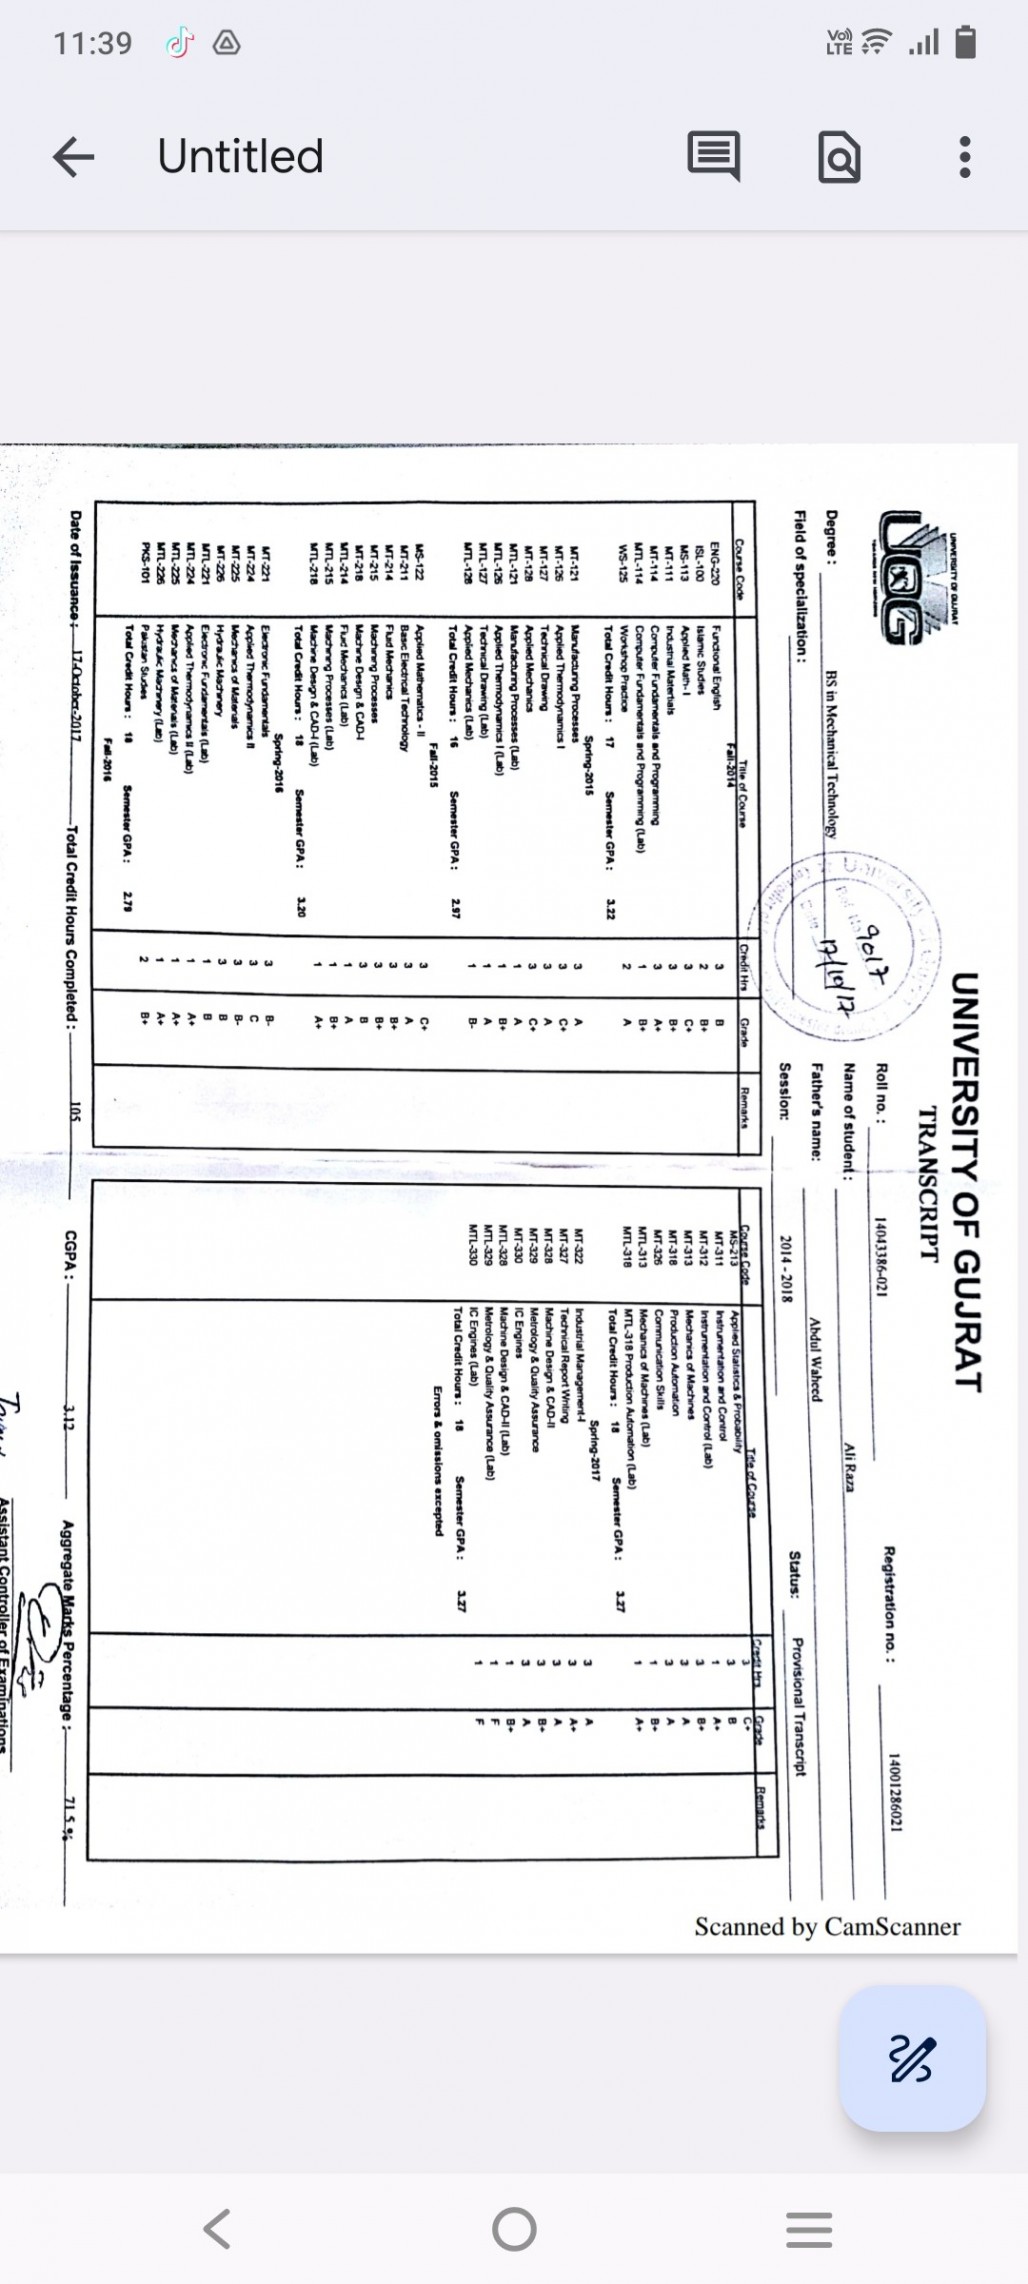 11:39
Vo)) LTE
Untitled
UNIVERSITY OF GUJRAT
UOG
UNIVERSITY OF GUJRAT
TRANSCRIPT
Roll no. : 14043386-021 Registration no. : 14001286021
Name of student : Ali Raza
Degree : BS in Mechanical Technology Father's name: Abdul Waheed
Field of specialization : Session: 2014 - 2018 Status: Provisional Transcript
9017
17/10/17
Course Code Title of Course Credit Hrs Grade Remarks
Fall-2014
ENG-220 Functional English 3 B
ISL-100 Islamic Studies 2 B+
MS-113 Applied Math- I 3 C+
MT-111 Industrial Materials 3 B+
MT-114 Computer Fundamentals and Programming 3 A+
MTL-114 Computer Fundamentals and Programming (Lab) 1 B+
WS-125 Workshop Practice 2 A
Total Credit Hours : 17 Semester GPA : 3.22
Spring-2015
MT-121 Manufacturing Processes 3 A
MT-126 Applied Thermodynamics I 3 C+
MT-127 Technical Drawing 3 A
MT-128 Applied Mechanics 3 C+
MTL-121 Manufacturing Processes (Lab) 1 A
MTL-126 Applied Thermodynamics I (Lab) 1 B+
MTL-127 Technical Drawing (Lab) 1 A
MTL-128 Applied Mechanics (Lab) 1 B-
Total Credit Hours : 16 Semester GPA : 2.97
Fall-2015
MS-122 Applied Mathematics - II 3 C+
MT-211 Basic Electrical Technology 3 A
MT-214 Fluid Mechanics 3 B+
MT-215 Machining Processes 3 B+
MT-218 Machine Design & CAD-I 3 B
MTL-214 Fluid Mechanics (Lab) 1 A
MTL-215 Machining Processes (Lab) 1 B+
MTL-218 Machine Design & CAD-I (Lab) 1 A+
Total Credit Hours : 18 Semester GPA : 3.20
Spring-2016
MT-221 Electronic Fundamentals 3 B-
MT-224 Applied Thermodynamics II 3 C
MT-225 Mechanics of Materials 3 B-
MT-226 Hydraulic Machinery 3 B
MTL-221 Electronic Fundamentals (Lab) 1 B
MTL-224 Applied Thermodynamics II (Lab) 1 A+
MTL-225 Mechanics of Materials (Lab) 1 A+
MTL-226 Hydraulic Machinery (Lab) 1 A+
PKS-101 Pakistan Studies 2 B+
Total Credit Hours : 18 Semester GPA : 2.79
Fall-2016
Course Code Title of Course Credit Hrs Grade Remarks
MS-213 Applied Statistics & Probability 3 C+
MT-311 Instrumentation and Control 3 B
MT-312 Instrumentation and Control (Lab) 1 A+
MT-313 Mechanics of Machines 3 B+
MT-318 Production Automation 3 A
MT-326 Communication Skills 3 A
MTL-313 Mechanics of Machines (Lab) 1 B+
MTL-318 MTL-318 Production Automation (Lab) 1 A+
Total Credit Hours : 18 Semester GPA : 3.27
Spring-2017
MT-322 Industrial Management-I 3 A
MT-327 Technical Report Writing 3 A+
MT-328 Machine Design & CAD-II 3 A
MT-329 Metrology & Quality Assurance 3 B+
MT-330 IC Engines 3 A
MTL-328 Machine Design & CAD-II (Lab) 1 B+
MTL-329 Metrology & Quality Assurance (Lab) 1 F
MTL-330 IC Engines (Lab) 1 F
Total Credit Hours : 18 Semester GPA : 3.27
Errors & omissions excepted
Date of Issuance : 17-October-2017 Total Credit Hours Completed : 105 CGPA : 3.12 Aggregate Marks Percentage : 71.5 %
Assistant Controller of Examinations
Scanned by CamScanner